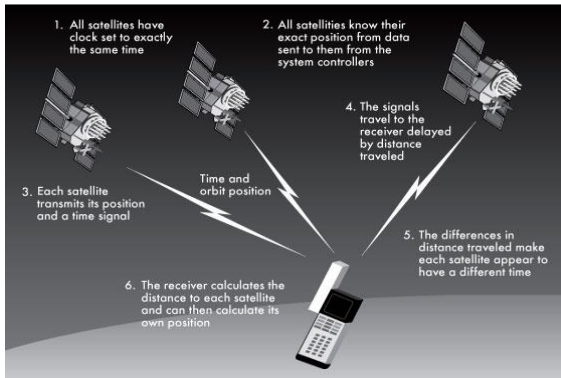 1. All satellites have
clock set to exactly
the same time
2. All satellities know their
exact position from data
sent to them from the
system controllers
3. Each satellite
transmits its position
and a time signal
Time and
orbit position
4. The signals
travel to the
receiver delayed
by distance
traveled
5. The differences in
distance traveled make
each satellite appear to
have a different time
6. The receiver calculates the
distance to each satellite
and can then calculate its
own position